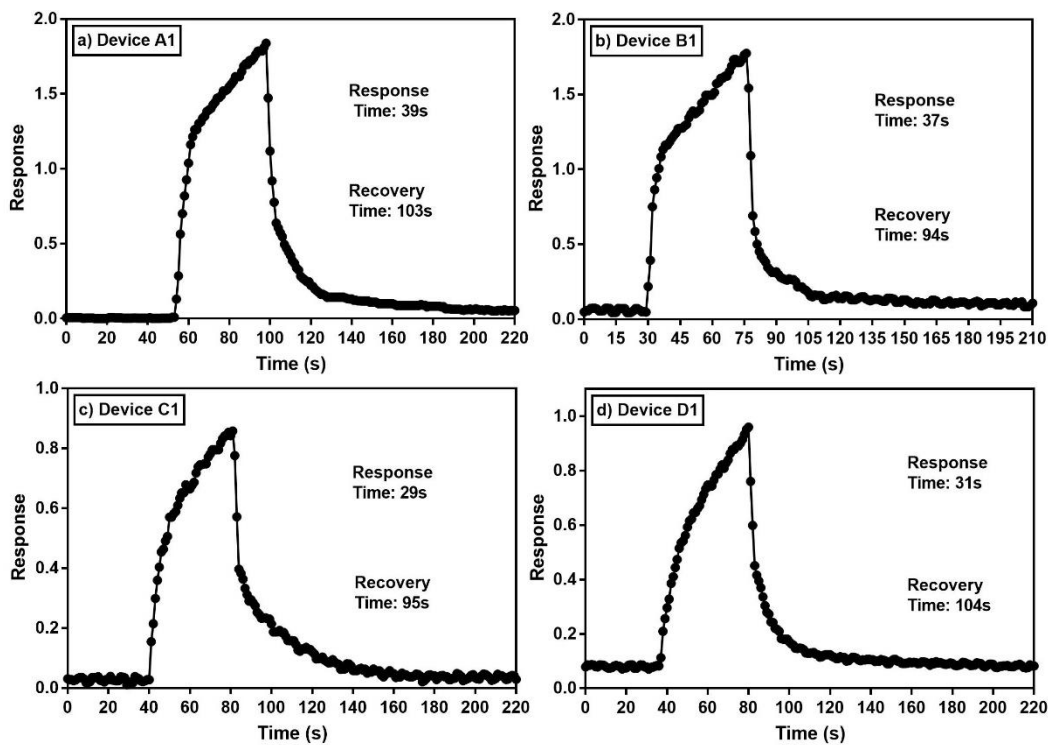 a) Device A1
Response
Time: 39s
Recovery
Time: 103s
Response
2.0
1.5
1.0
0.5
0.0
0 20 40 60 80 100 120 140 160 180 200 220
Time (s)
b) Device B1
Response
Time: 37s
Recovery
Time: 94s
Response
2.0
1.5
1.0
0.5
0.0
0 15 30 45 60 75 90 105 120 135 150 165 180 195 210
Time (s)
c) Device C1
Response
Time: 29s
Recovery
Time: 95s
Response
1.0
0.8
0.6
0.4
0.2
0.0
0 20 40 60 80 100 120 140 160 180 200 220
Time (s)
d) Device D1
Response
Time: 31s
Recovery
Time: 104s
Response
1.0
0.8
0.6
0.4
0.2
0.0
0 20 40 60 80 100 120 140 160 180 200 220
Time (s)